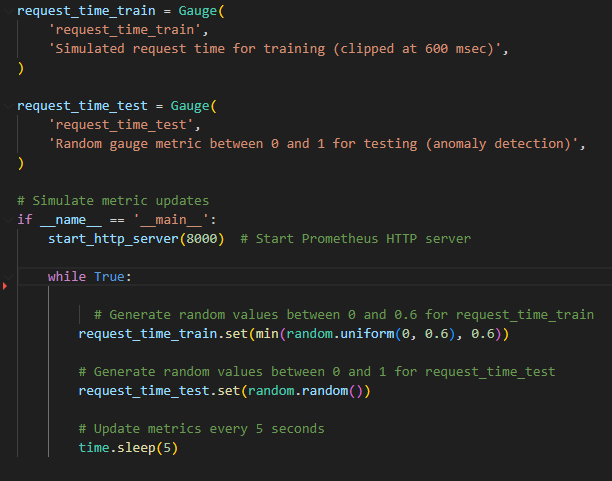 request_time_train = Gauge(
    'request_time_train',
    'Simulated request time for training (clipped at 600 msec)',
)

request_time_test = Gauge(
    'request_time_test',
    'Random gauge metric between 0 and 1 for testing (anomaly detection)',
)

# Simulate metric updates
if __name__ == '__main__':
    start_http_server(8000)  # Start Prometheus HTTP server

    while True:

          # Generate random values between 0 and 0.6 for request_time_train
        request_time_train.set(min(random.uniform(0, 0.6), 0.6))

        # Generate random values between 0 and 1 for request_time_test
        request_time_test.set(random.random())

        # Update metrics every 5 seconds
        time.sleep(5)